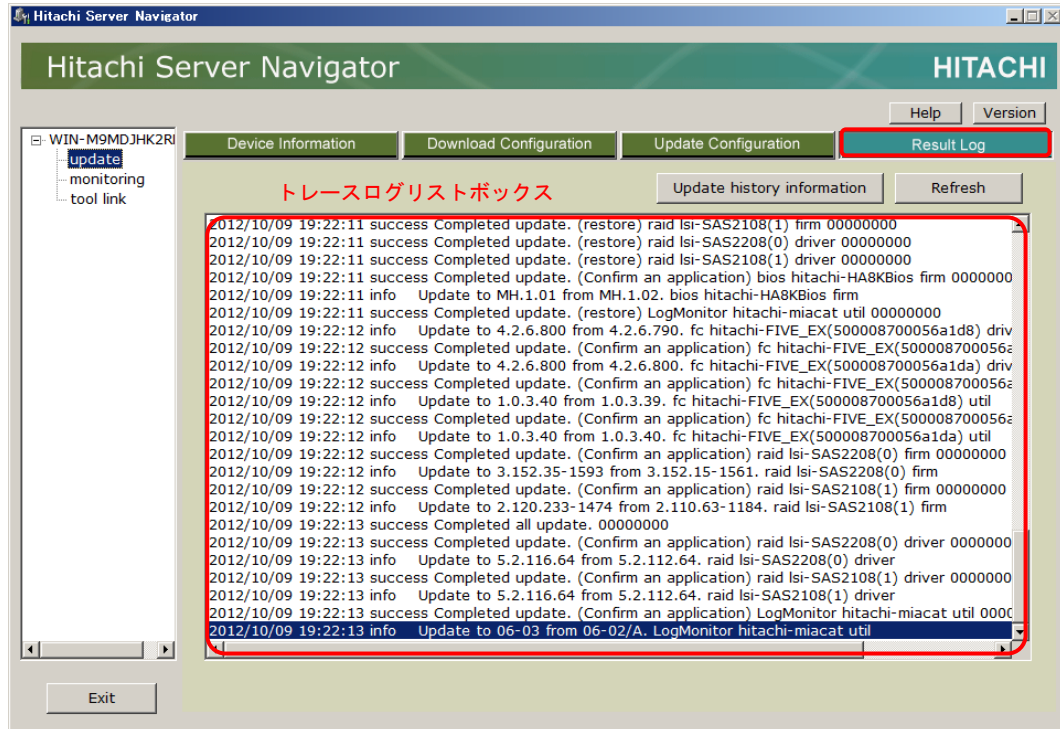 Hitachi Server Navigator
Hitachi Server Navigator
HITACHI
Help
Version
WIN-M9MDJHK2R
update
monitoring
tool link
Device Information
Download Configuration
Update Configuration
Result Log
トレースログリストボックス
Update history information
Refresh
2012/10/09 19:22:11 success Completed update. (restore) raid lsi-SAS2108(1) firm 00000000
2012/10/09 19:22:11 success Completed update. (restore) raid lsi-SAS2208(0) driver 00000000
2012/10/09 19:22:11 success Completed update. (restore) raid lsi-SAS2108(1) driver 00000000
2012/10/09 19:22:11 success Completed update. (Confirm an application) bios hitachi-HA8KBios firm 0000000
2012/10/09 19:22:11 info Update to MH.1.01 from MH.1.02. bios hitachi-HA8KBios firm
2012/10/09 19:22:11 success Completed update. (restore) LogMonitor hitachi-miacat util 00000000
2012/10/09 19:22:12 info Update to 4.2.6.800 from 4.2.6.790. fc hitachi-FIVE_EX(500008700056a1d8) driv
2012/10/09 19:22:12 success Completed update. (Confirm an application) fc hitachi-FIVE_EX(500008700056a
2012/10/09 19:22:12 info Update to 4.2.6.800 from 4.2.6.800. fc hitachi-FIVE_EX(500008700056a1da) driv
2012/10/09 19:22:12 success Completed update. (Confirm an application) fc hitachi-FIVE_EX(500008700056a
2012/10/09 19:22:12 info Update to 1.0.3.40 from 1.0.3.39. fc hitachi-FIVE_EX(500008700056a1d8) util
2012/10/09 19:22:12 success Completed update. (Confirm an application) fc hitachi-FIVE_EX(500008700056a
2012/10/09 19:22:12 info Update to 1.0.3.40 from 1.0.3.40. fc hitachi-FIVE_EX(500008700056a1da) util
2012/10/09 19:22:12 success Completed update. (Confirm an application) raid lsi-SAS2208(0) firm 00000000
2012/10/09 19:22:12 info Update to 3.152.35-1593 from 3.152.15-1561. raid lsi-SAS2208(0) firm
2012/10/09 19:22:12 success Completed update. (Confirm an application) raid lsi-SAS2108(1) firm 00000000
2012/10/09 19:22:12 info Update to 2.120.233-1474 from 2.110.63-1184. raid lsi-SAS2108(1) firm
2012/10/09 19:22:13 success Completed all update. 00000000
2012/10/09 19:22:13 success Completed update. (Confirm an application) raid lsi-SAS2208(0) driver 0000000
2012/10/09 19:22:13 info Update to 5.2.116.64 from 5.2.112.64. raid lsi-SAS2208(0) driver
2012/10/09 19:22:13 success Completed update. (Confirm an application) raid lsi-SAS2108(1) driver 0000000
2012/10/09 19:22:13 info Update to 5.2.116.64 from 5.2.112.64. raid lsi-SAS2108(1) driver
2012/10/09 19:22:13 success Completed update. (Confirm an application) LogMonitor hitachi-miacat util 0000
2012/10/09 19:22:13 info Update to 06-03 from 06-02/A. LogMonitor hitachi-miacat util
Exit